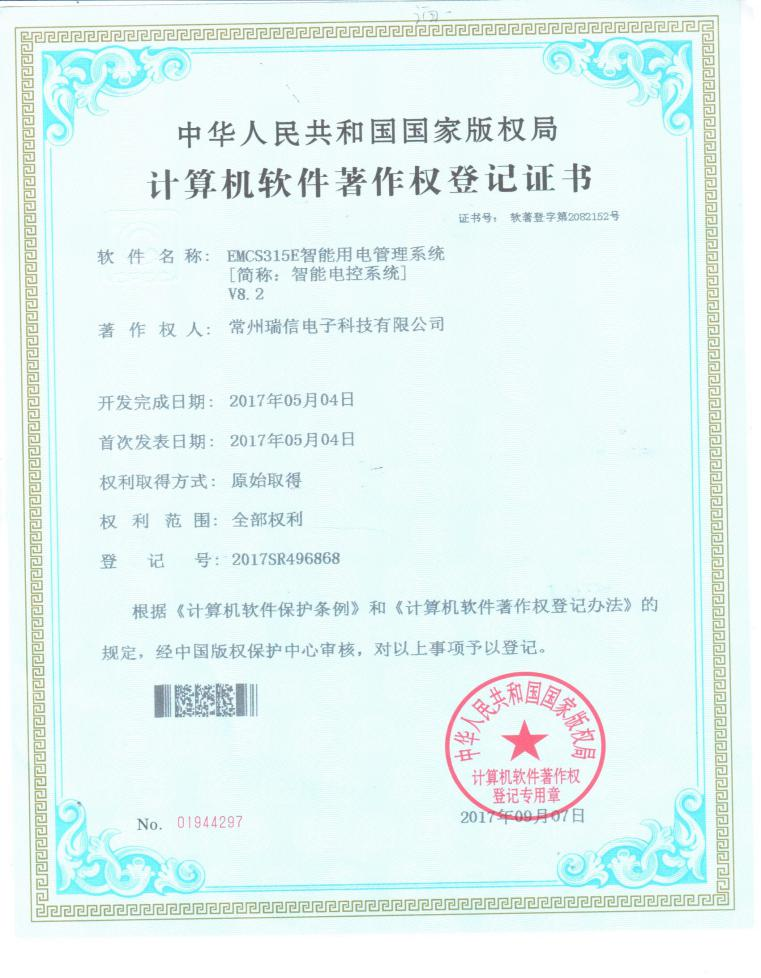 中华人民共和国国家版权局
计算机软件著作权登记证书
证书号： 软著登字第2082152号
软件名称： EMCS315E智能用电管理系统
[简称：智能电控系统]
V8.2
著作权人： 常州瑞信电子科技有限公司
开发完成日期： 2017年05月04日
首次发表日期： 2017年05月04日
权利取得方式： 原始取得
权利范围： 全部权利
登记号： 2017SR496868
根据《计算机软件保护条例》和《计算机软件著作权登记办法》的
规定，经中国版权保护中心审核，对以上事项予以登记。
中华人民共和国国家版权局
计算机软件著作权
登记专用章
No. 01944297
2017年09月07日